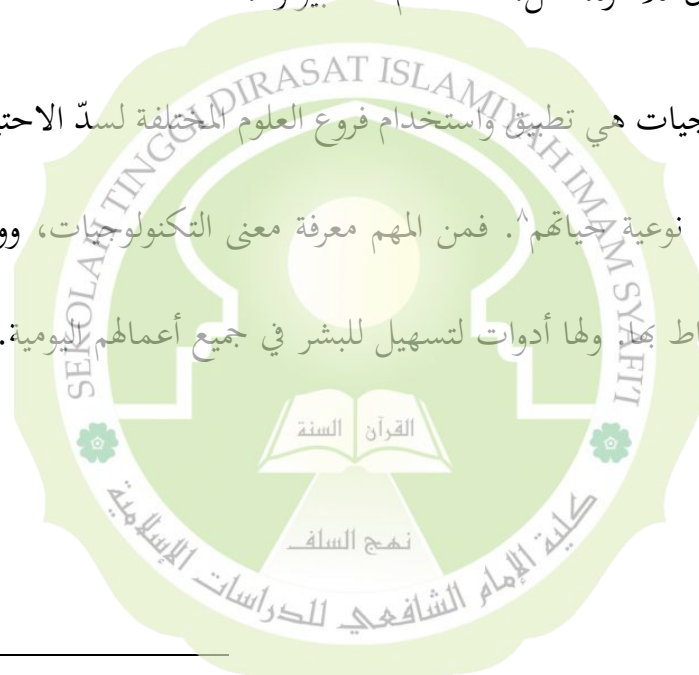 جيات هي تطبيق واستخدام فروع العلوم المختلفة لسدّ الاحتي
نوعية حياتهم^٨. فمن المهم معرفة معنى التكنولوجيات، وو
اط بها. ولها أدوات لتسهيل للبشر في جميع أعمالهم اليومية.
SEKOLAH TINGGI DIRASAT ISLAMIYAH IMAM SYAFI'I
القرآن السنة
نهج السلف
كلية الإمام الشافعي للدراسات الإسلامية